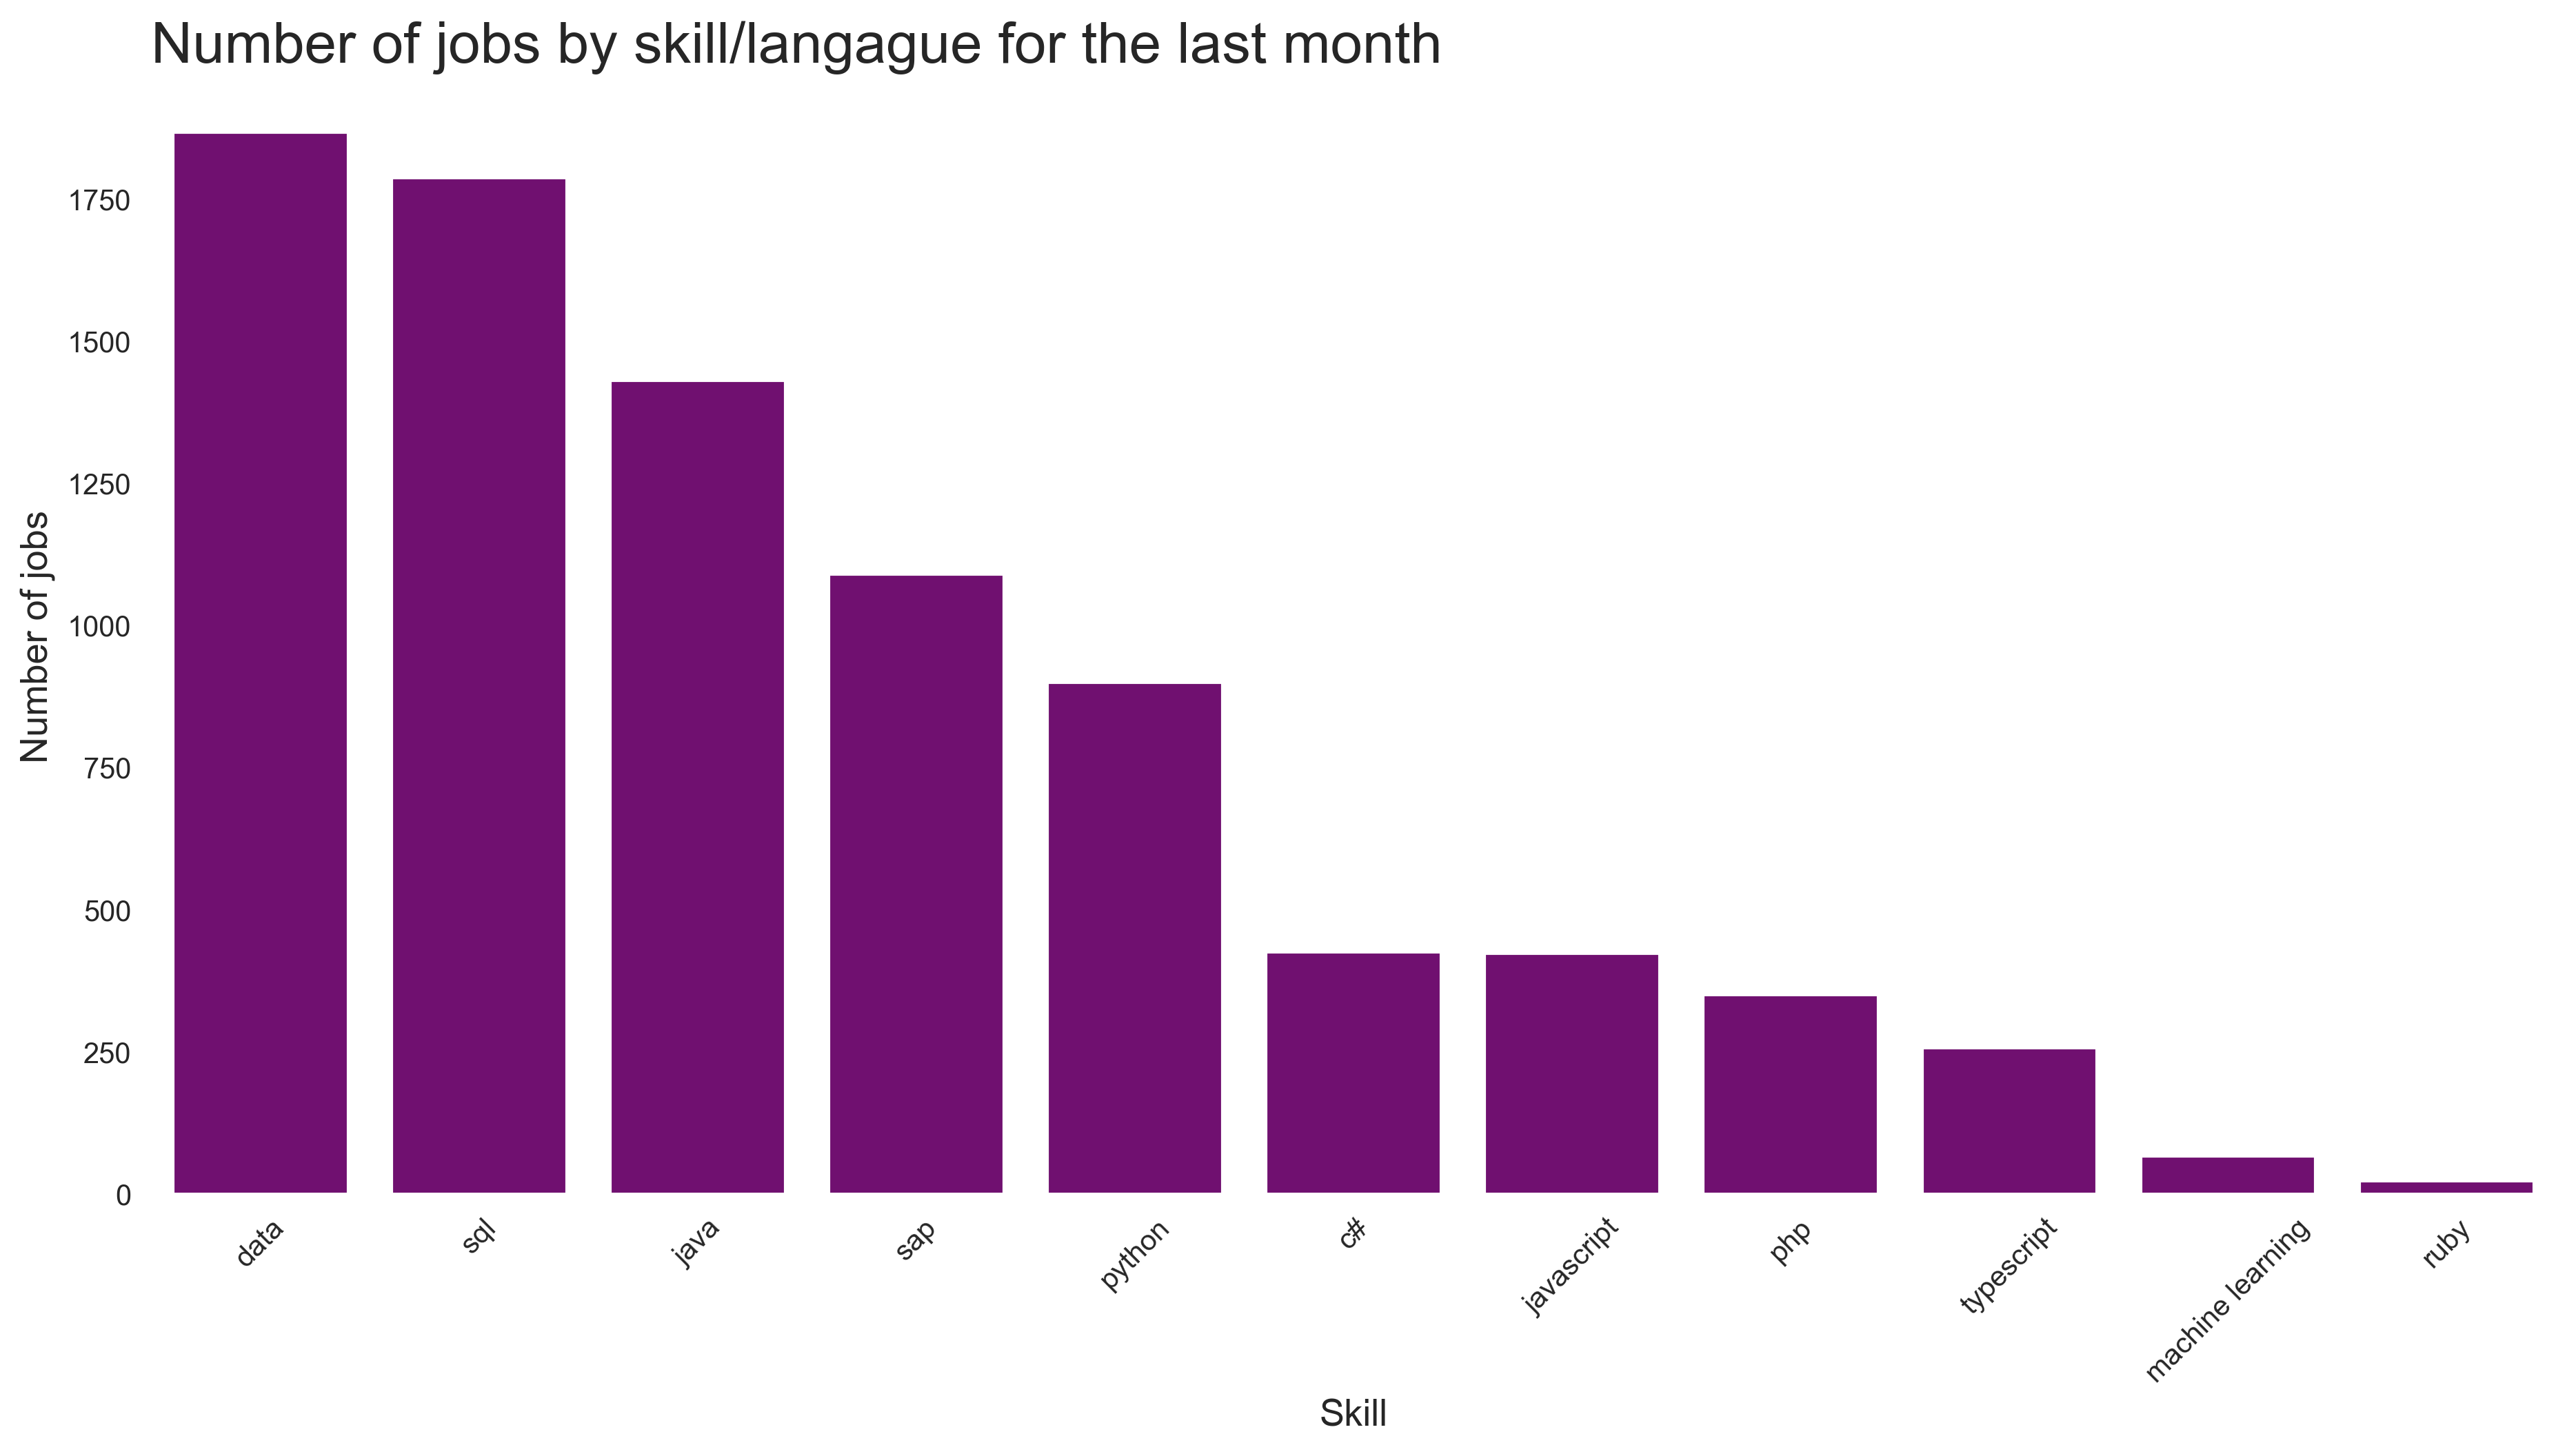 Number of jobs by skill/langague for the last month
1750
1500
1250
1000
750
500
250
0
Number of jobs
data
sql
java
sap
python
c#
javascript
php
typescript
machine learning
ruby
Skill